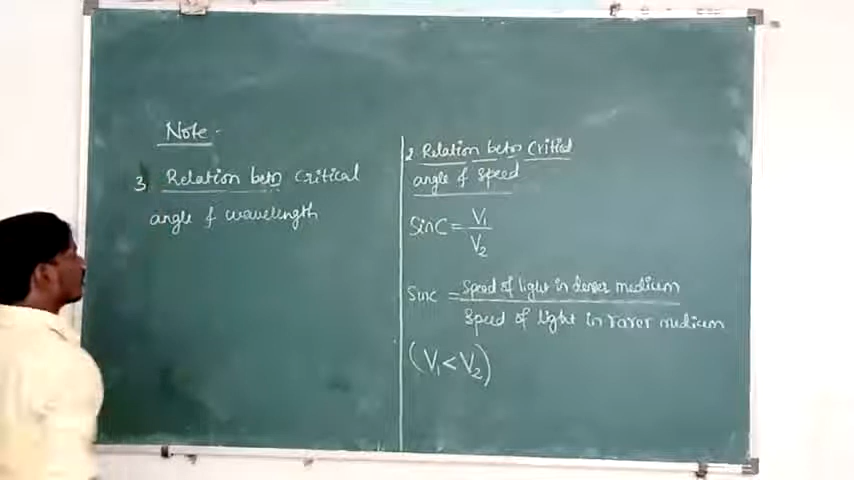 Note -
3 Relation betn critical
angle & wavelength
2. Relation betn Critical
angle & Speed
SinC = V₁/V₂
Sinc = Speed of light in denser medium / Speed of light in rarer medium
(V₁ < V₂)